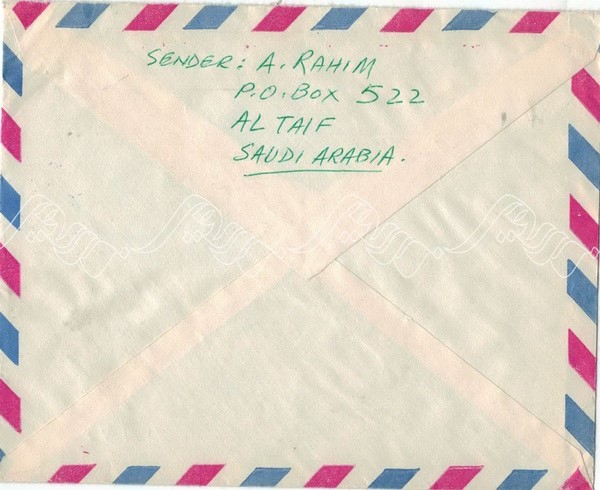 SENDER: A. RAHIM
P.O. BOX 522
AL TAIF
SAUDI ARABIA.